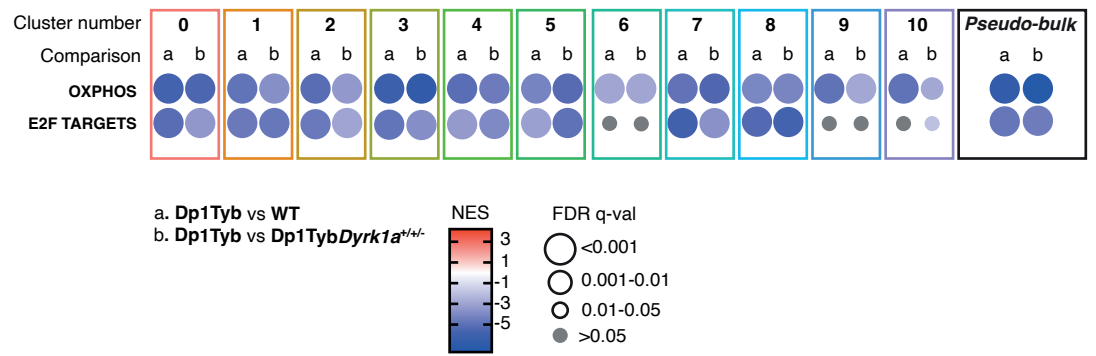 Cluster number 0 1 2 3 4 5 6 7 8 9 10 Pseudo-bulk
Comparison a b a b a b a b a b a b a b a b a b a b a b a b
OXPHOS
E2F TARGETS
a. Dp1Tyb vs WT
b. Dp1Tyb vs Dp1TybDyrk1a+/+/-
NES
3
1
-1
-3
-5
FDR q-val
<0.001
0.001-0.01
0.01-0.05
>0.05